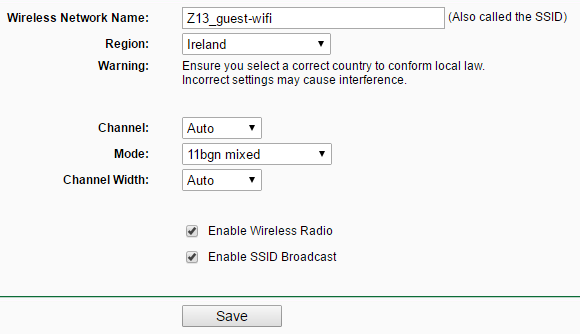 Wireless Network Name: Z13_guest-wifi (Also called the SSID)
Region: Ireland
Warning: Ensure you select a correct country to conform local law.
Incorrect settings may cause interference.
Channel: Auto
Mode: 11bgn mixed
Channel Width: Auto
Enable Wireless Radio
Enable SSID Broadcast
Save